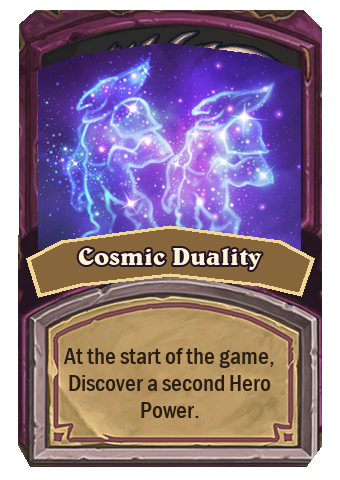 Cosmic Duality
At the start of the game,
Discover a second Hero
Power.